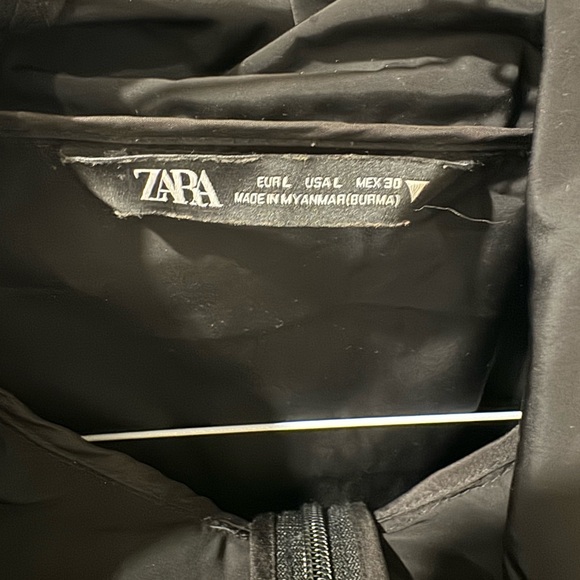 ZARA
EUR L USA L MEX 30
MADE IN MYANMAR(BURMA)